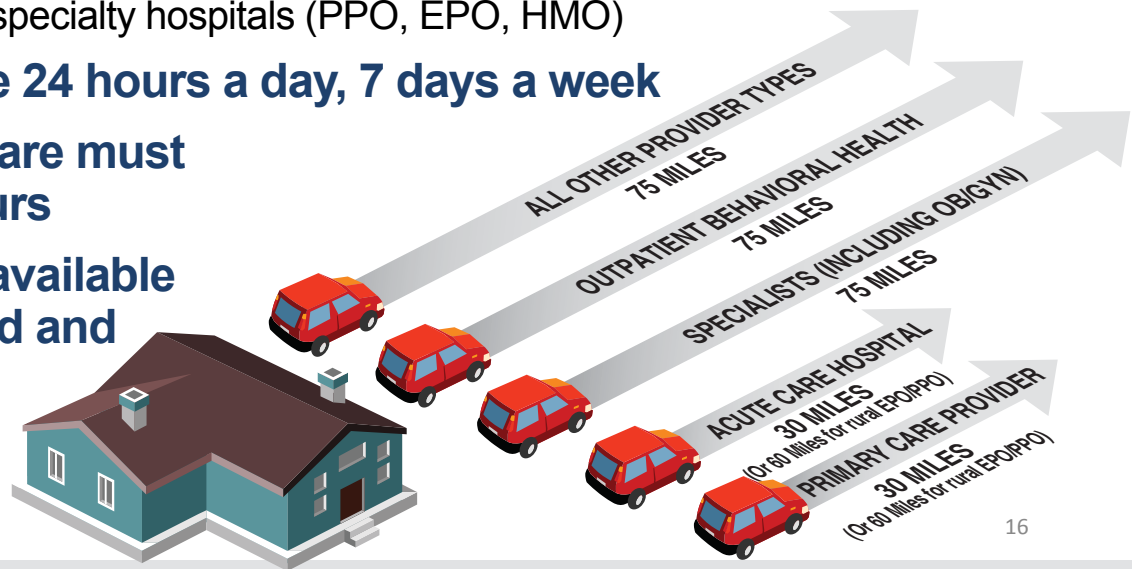 specialty hospitals (PPO, EPO, HMO)
24 hours a day, 7 days a week
are must
urs
available
d and
ALL OTHER PROVIDER TYPES
75 MILES
OUTPATIENT BEHAVIORAL HEALTH
75 MILES
SPECIALISTS (INCLUDING OB/GYN)
75 MILES
ACUTE CARE HOSPITAL
30 MILES
(Or 60 Miles for rural EPO/PPO)
PRIMARY CARE PROVIDER
30 MILES
(Or 60 Miles for rural EPO/PPO)
16